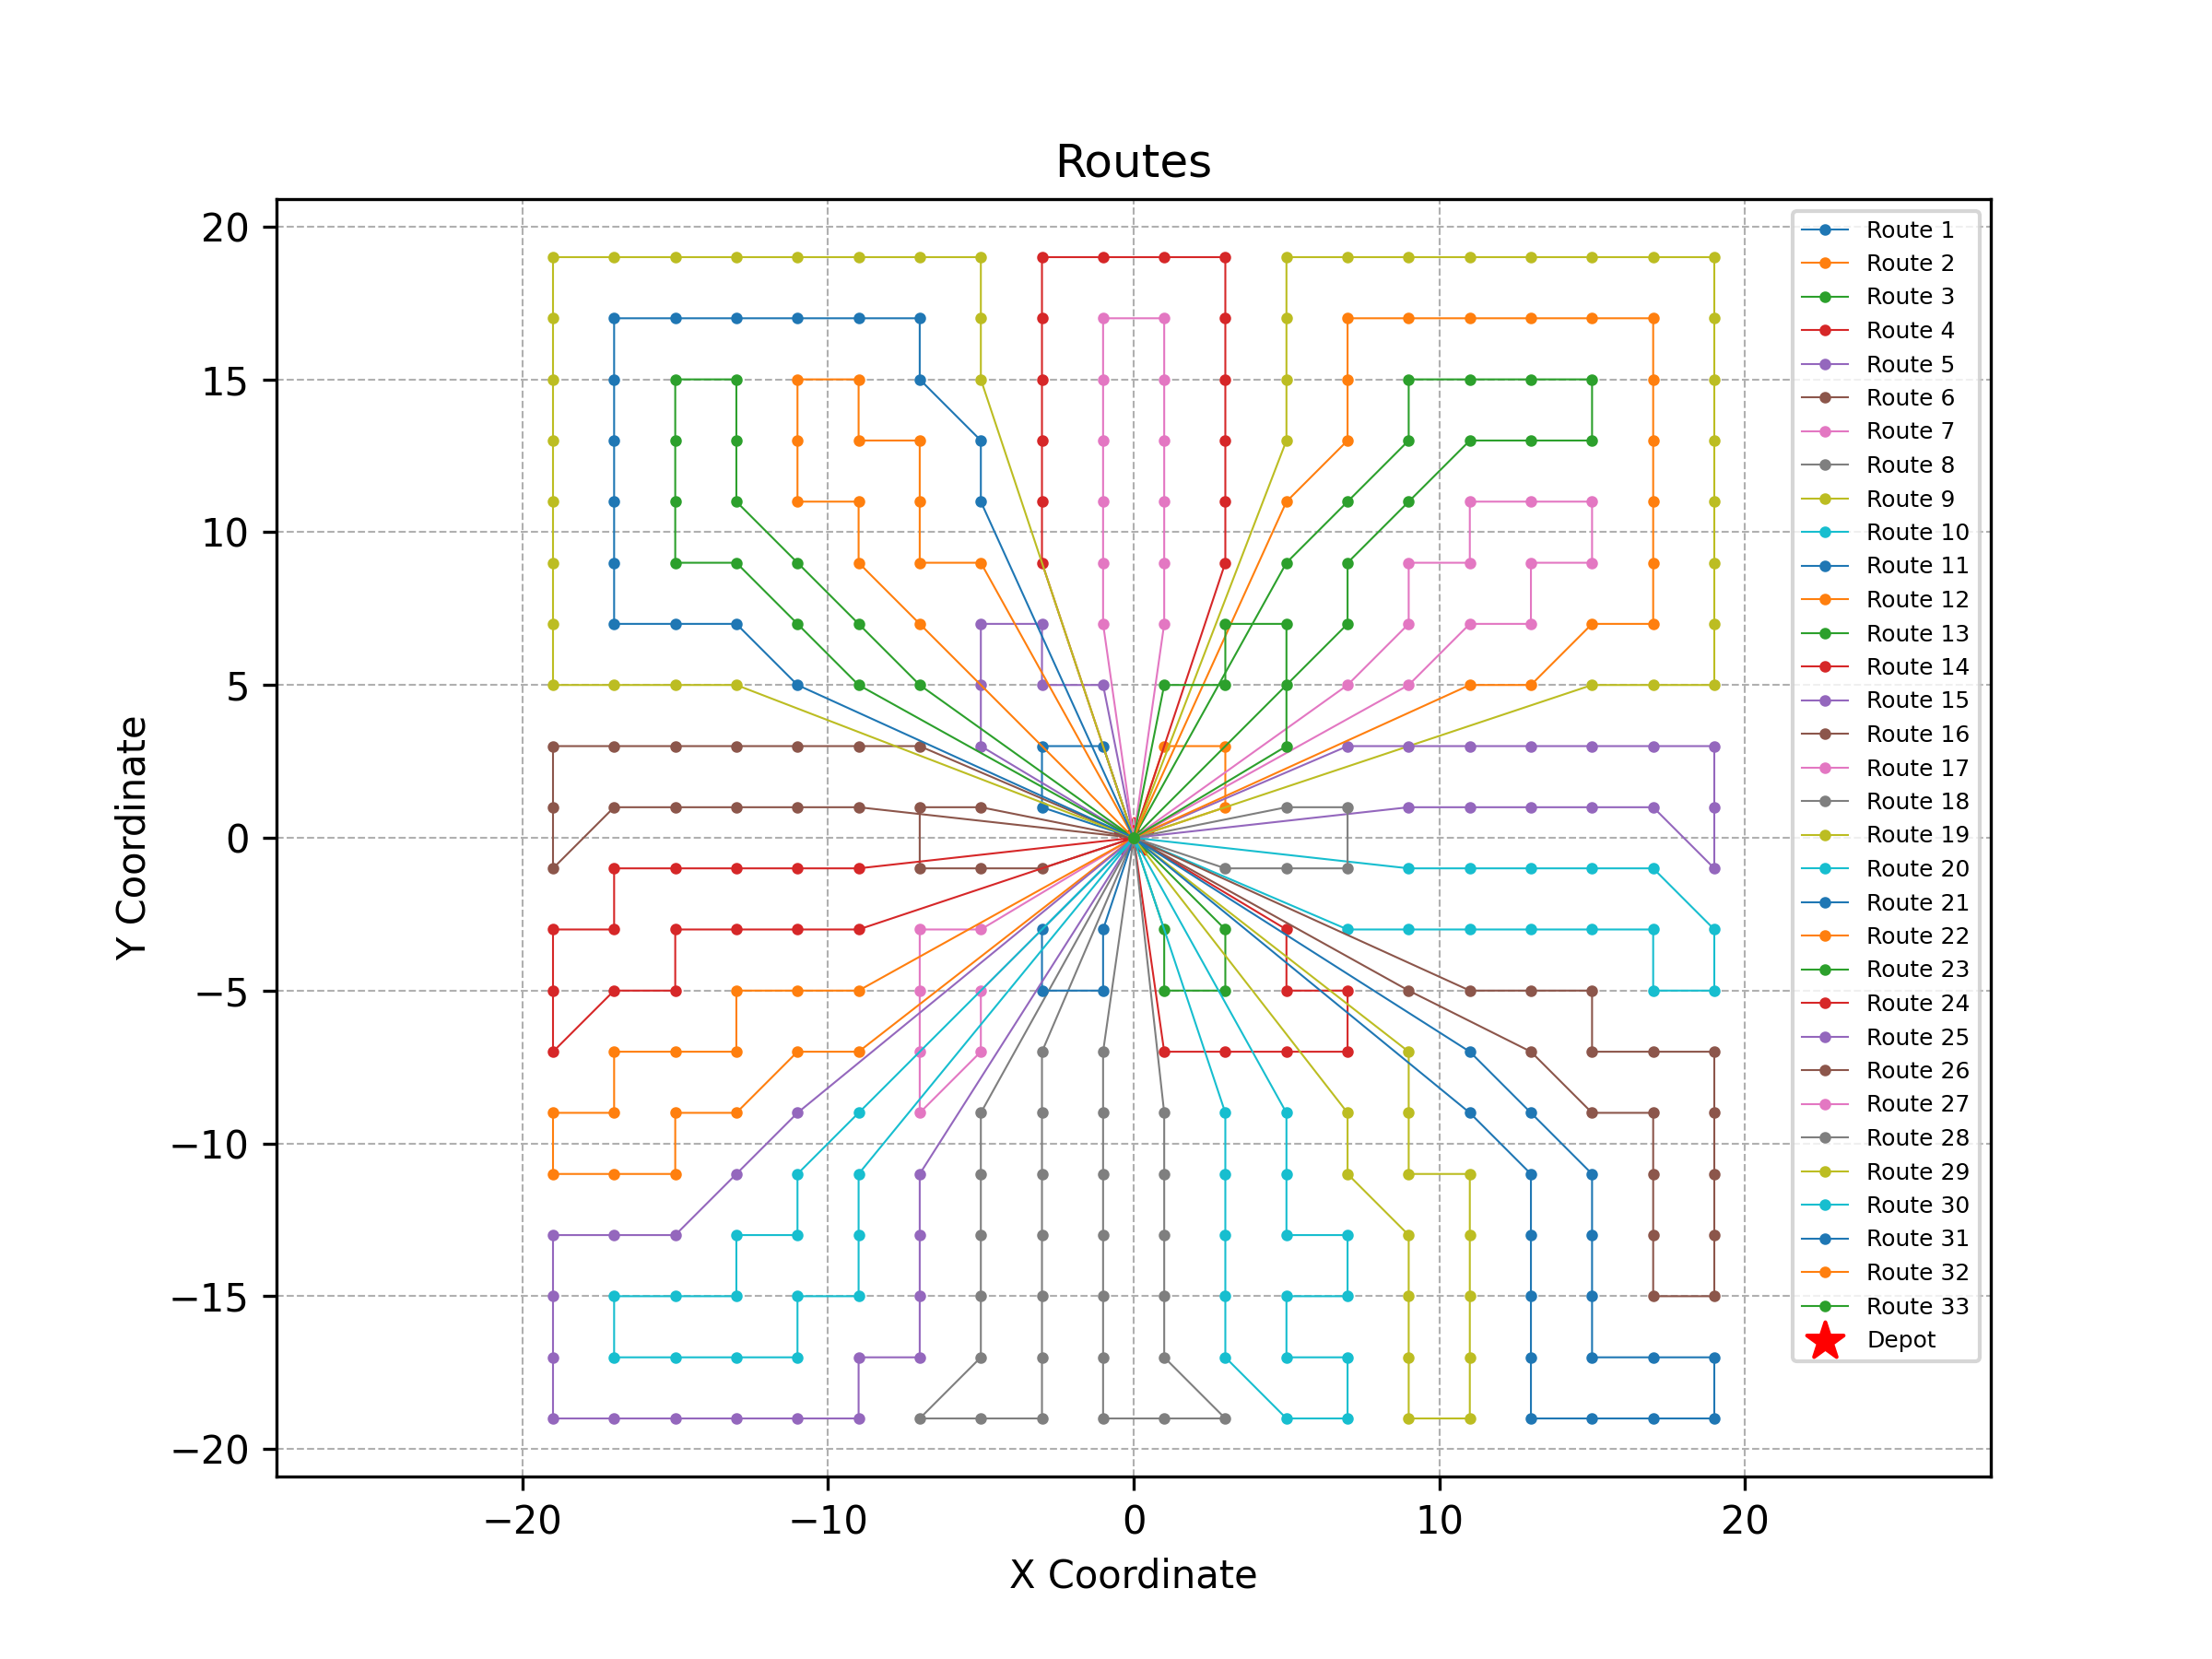 Routes
20
15
10
5
0
−5
−10
−15
−20
Y Coordinate
−20
−10
0
10
20
X Coordinate
Route 1
Route 2
Route 3
Route 4
Route 5
Route 6
Route 7
Route 8
Route 9
Route 10
Route 11
Route 12
Route 13
Route 14
Route 15
Route 16
Route 17
Route 18
Route 19
Route 20
Route 21
Route 22
Route 23
Route 24
Route 25
Route 26
Route 27
Route 28
Route 29
Route 30
Route 31
Route 32
Route 33
Depot